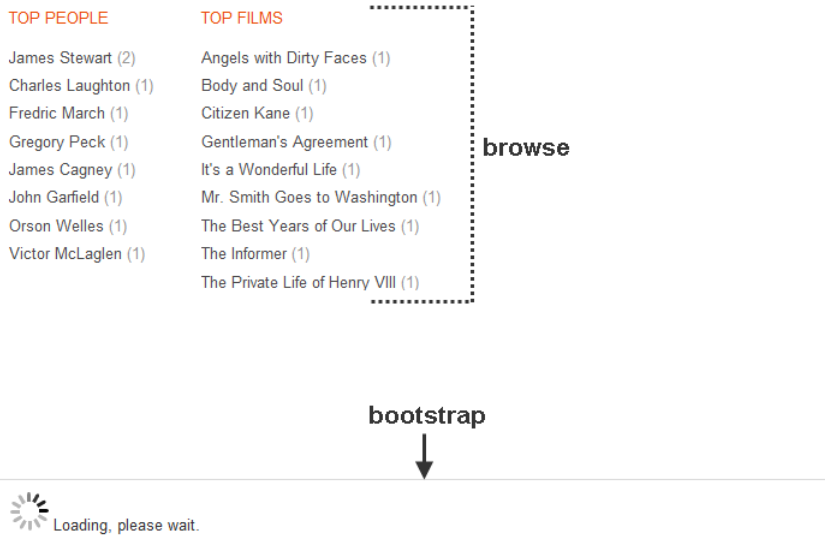 TOP PEOPLE
James Stewart (2)
Charles Laughton (1)
Fredric March (1)
Gregory Peck (1)
James Cagney (1)
John Garfield (1)
Orson Welles (1)
Victor McLaglen (1)
TOP FILMS
Angels with Dirty Faces (1)
Body and Soul (1)
Citizen Kane (1)
Gentleman's Agreement (1)
It's a Wonderful Life (1)
Mr. Smith Goes to Washington (1)
The Best Years of Our Lives (1)
The Informer (1)
The Private Life of Henry VIII (1)
browse
bootstrap
Loading, please wait.